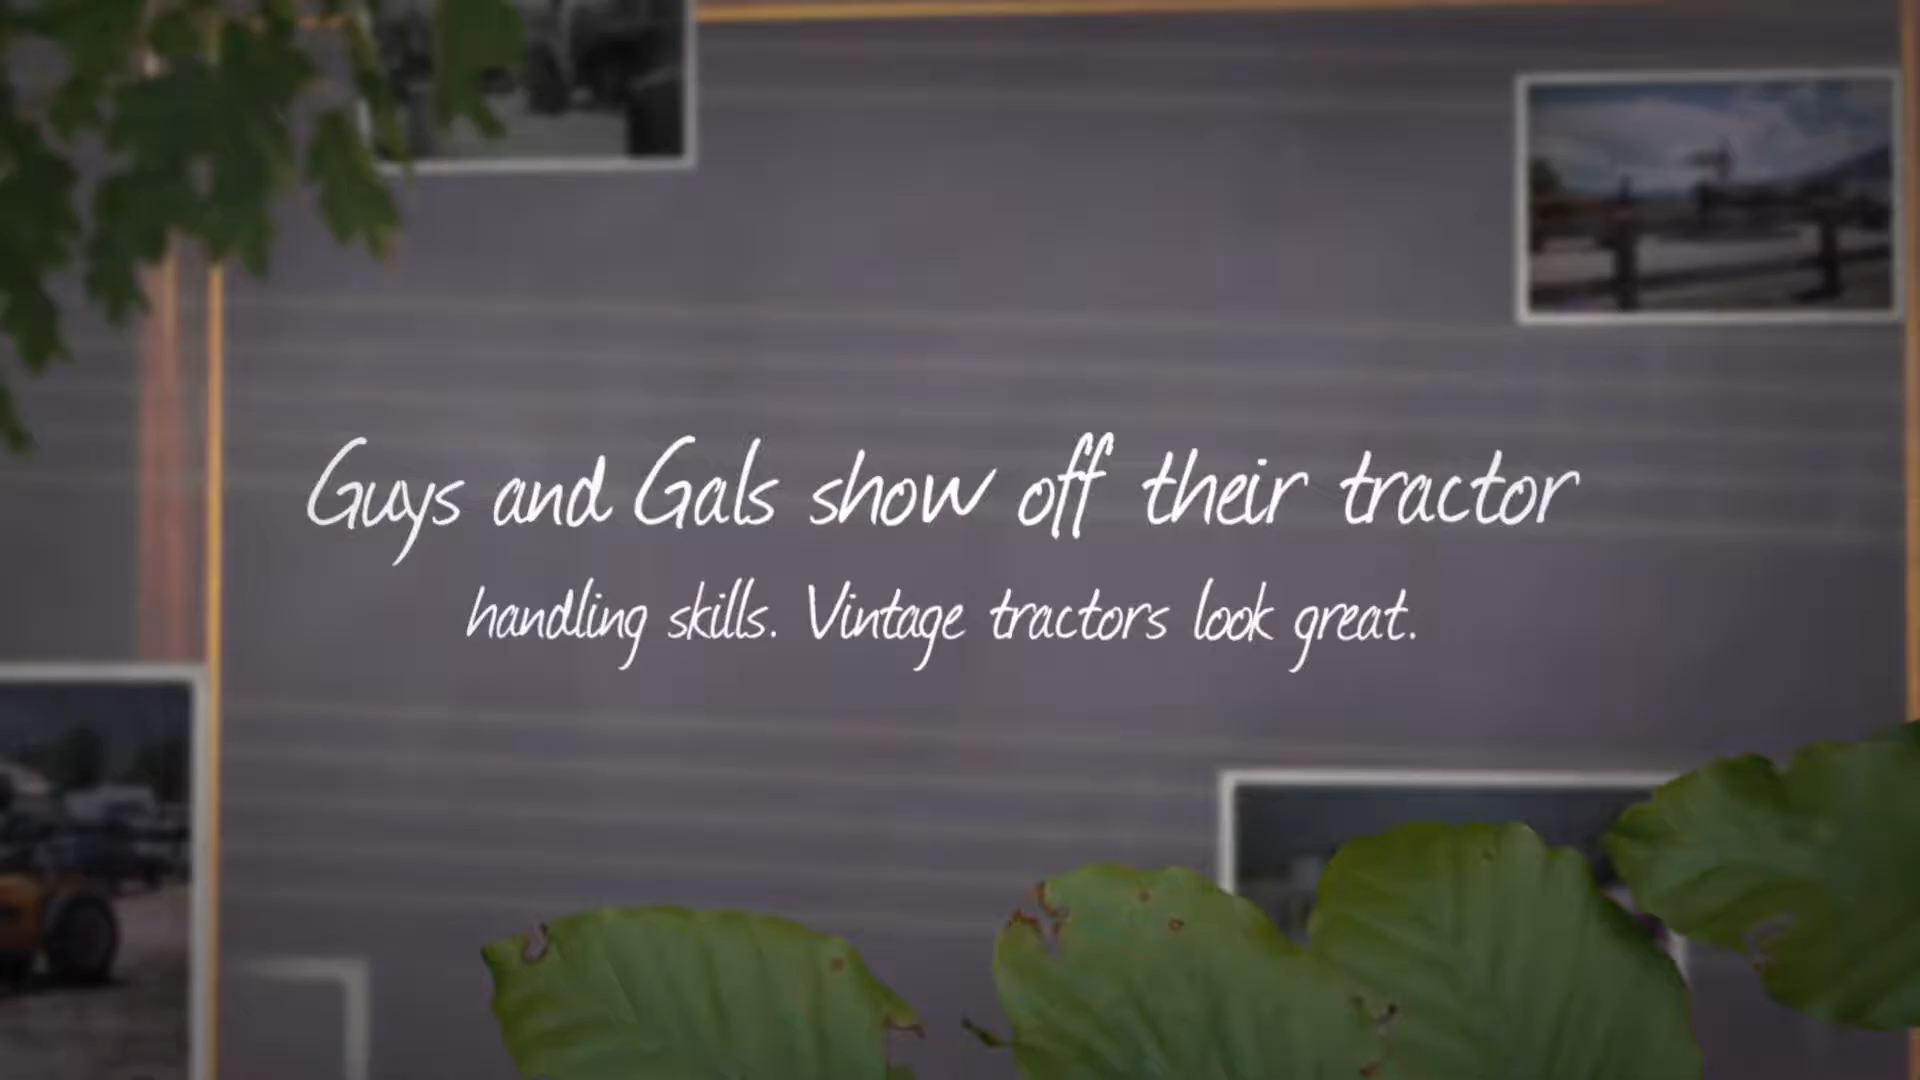 Guys and Gals show off their tractor
handling skills. Vintage tractors look great.